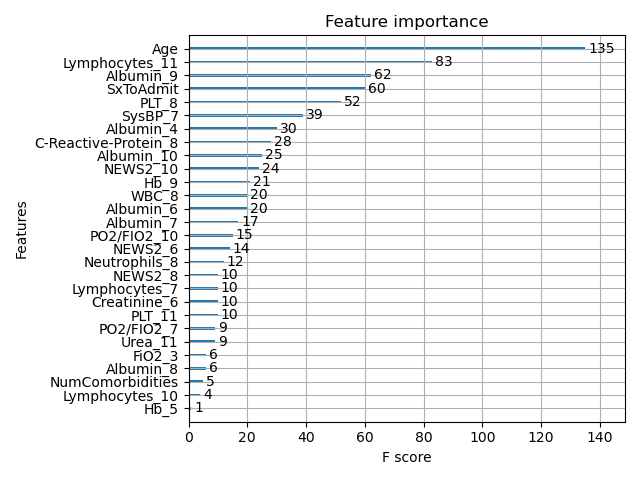 Feature importance
Age 135
Lymphocytes_11 83
Albumin_9 62
SxToAdmit 60
PLT_8 52
SysBP_7 39
Albumin_4 30
C-Reactive-Protein_8 28
Albumin_10 25
NEWS2_10 24
Hb_9 21
WBC_8 20
Albumin_6 20
Albumin_7 17
PO2/FIO2_10 15
NEWS2_6 14
Neutrophils_8 12
NEWS2_8 10
Lymphocytes_7 10
Creatinine_6 10
PLT_11 10
PO2/FIO2_7 9
Urea_11 9
FiO2_3 6
Albumin_8 6
NumComorbidities 5
Lymphocytes_10 4
Hb_5 1
0 20 40 60 80 100 120 140
F score
Features